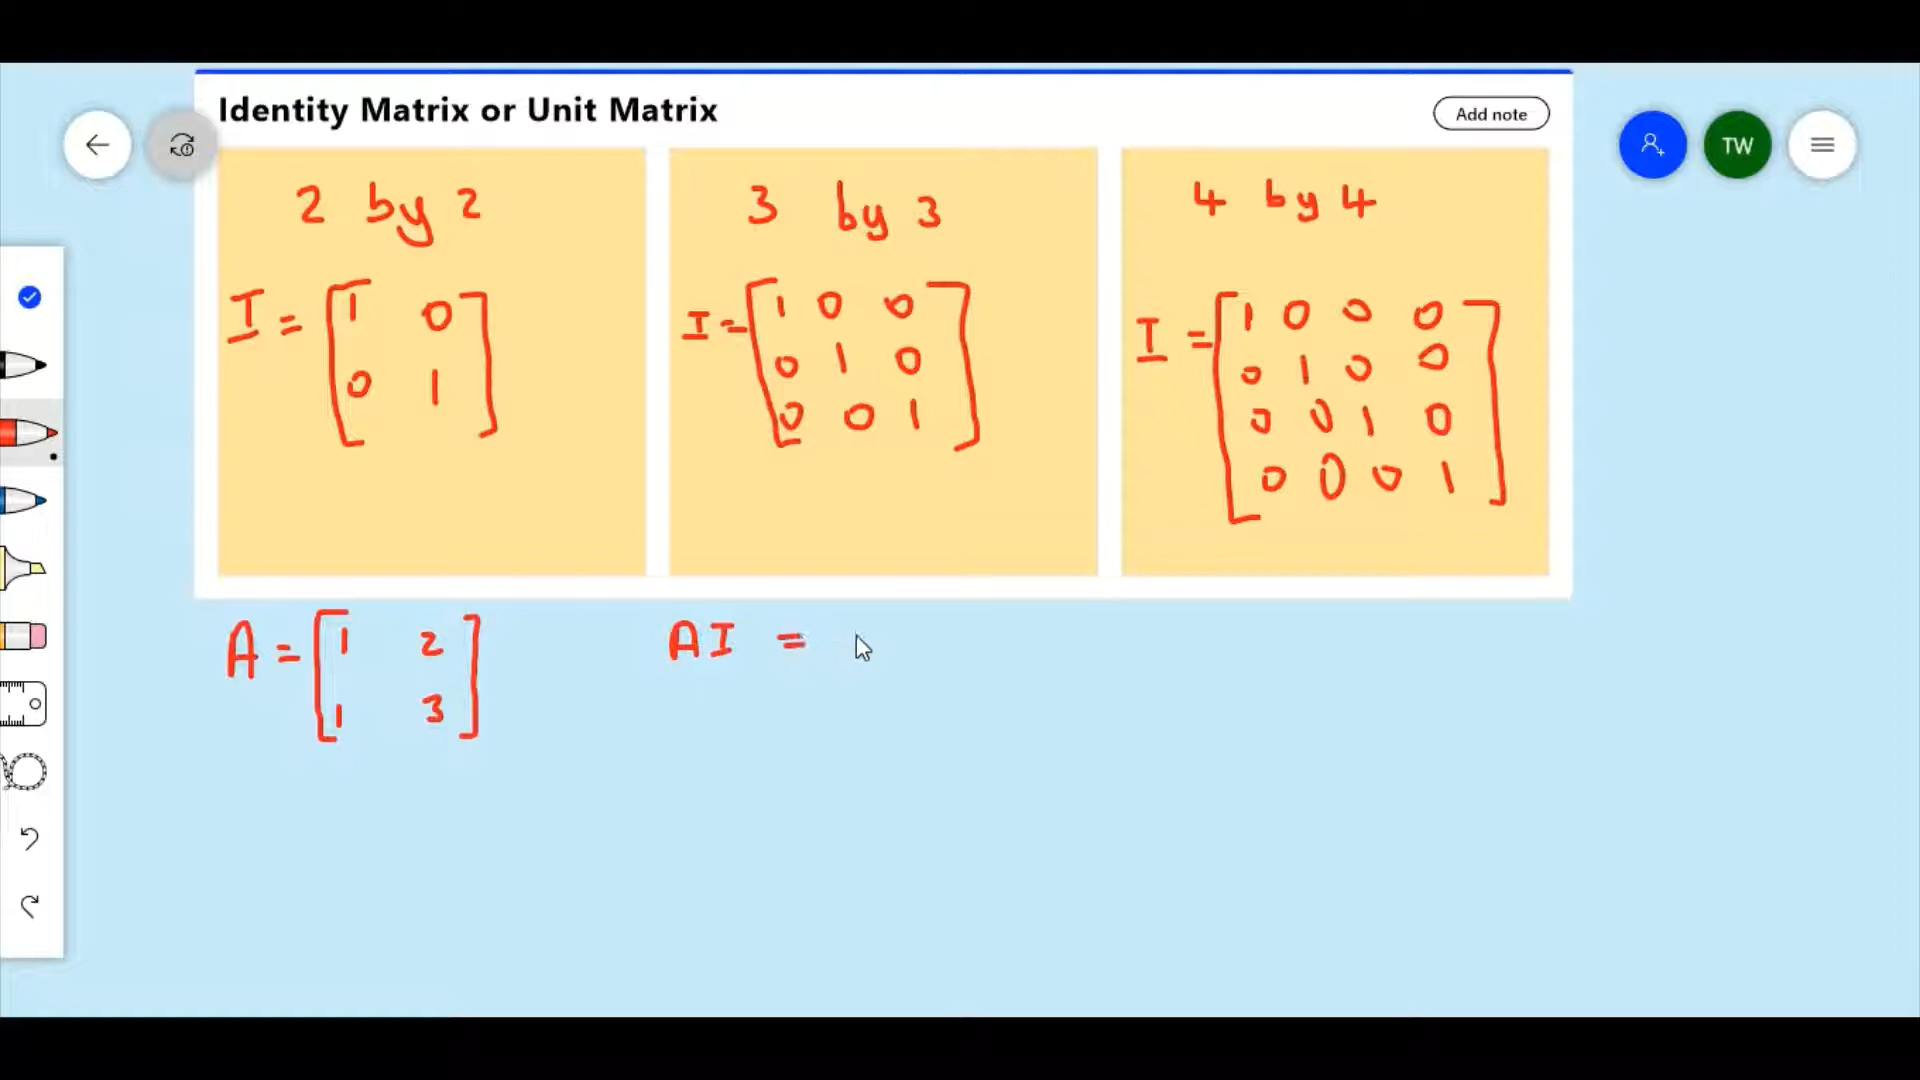 Identity Matrix or Unit Matrix
Add note
TW
2 by 2
3 by 3
4 by 4
I = [1 0
0 1]
I = [1 0 0
0 1 0
0 0 1]
I = [1 0 0 0
0 1 0 0
0 0 1 0
0 0 0 1]
A = [1 2
1 3]
AI =